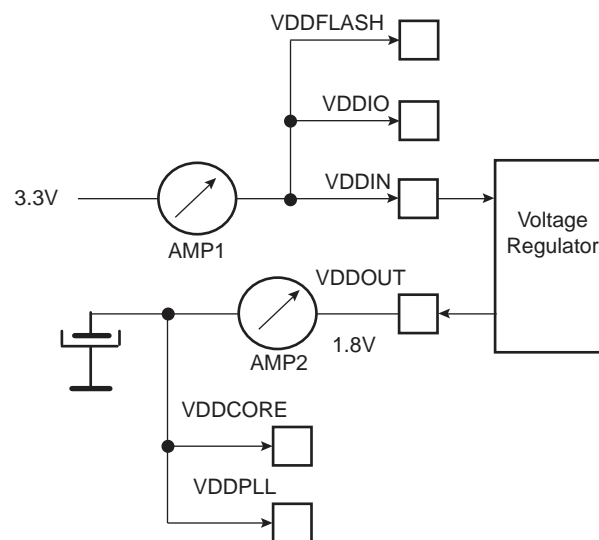 VDDFLASH
VDDIO
VDDIN
3.3V
AMP1
Voltage
Regulator
VDDOUT
1.8V
AMP2
VDDCORE
VDDPLL